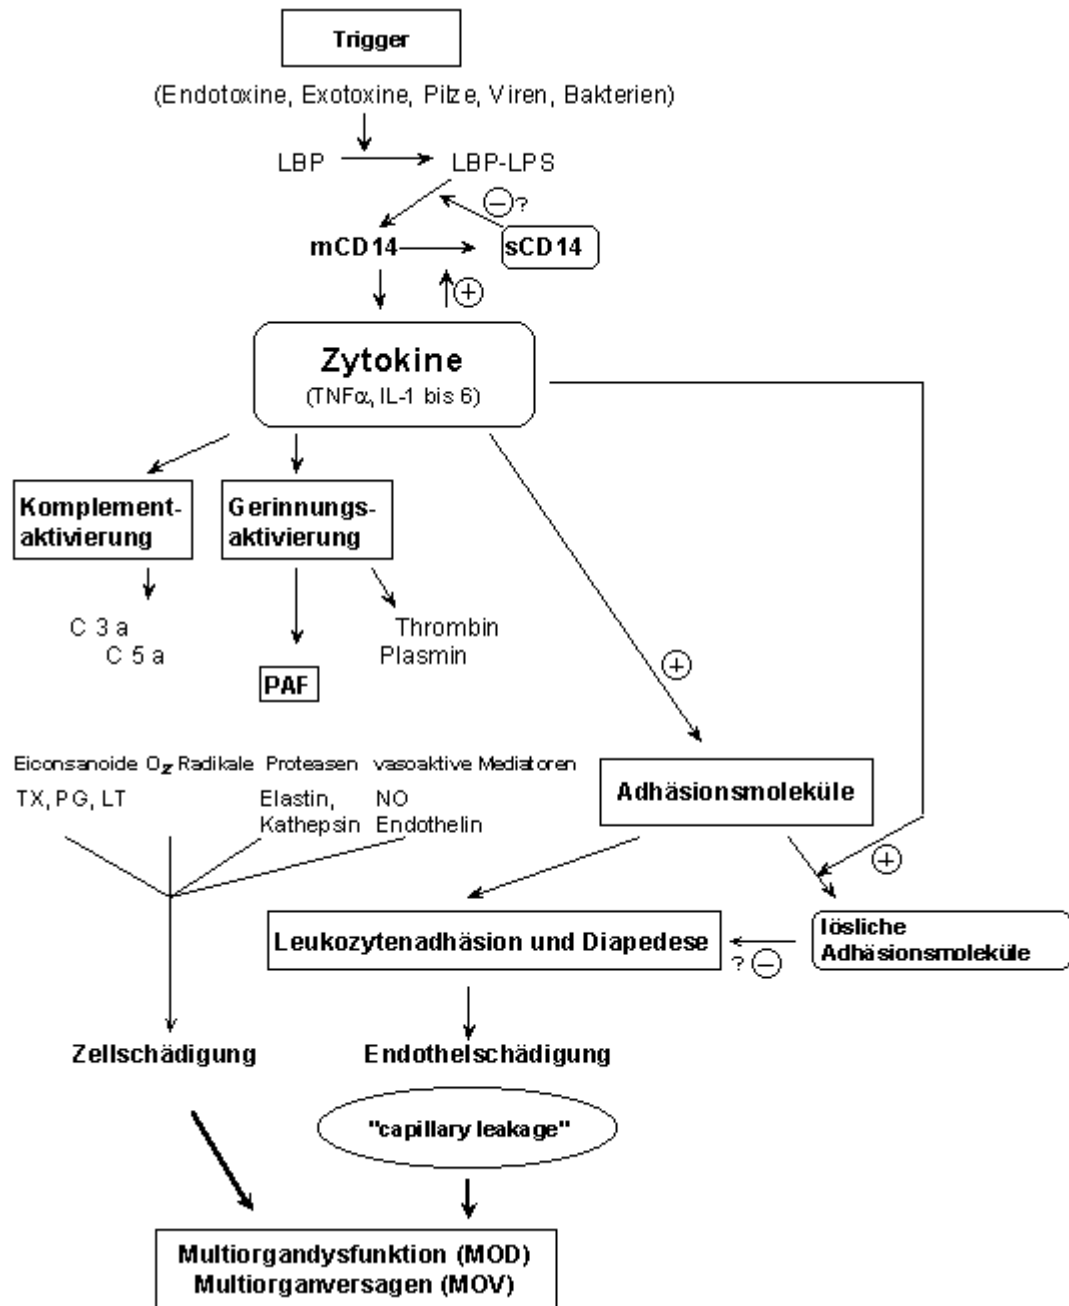 Trigger
(Endotoxine, Exotoxine, Pilze, Viren, Bakterien)
LBP LBP-LPS
− ?
mCD14 sCD14
+
Zytokine
(TNFα, IL-1 bis 6)
Komplement-
aktivierung
Gerinnungs-
aktivierung
C 3 a
C 5 a
Thrombin
Plasmin
PAF
+
Eiconsanoide O2 Radikale Proteasen vasoaktive Mediatoren
TX, PG, LT Elastin, NO
Kathepsin Endothelin
Adhäsionsmoleküle
+
Leukozytenadhäsion und Diapedese
? −
lösliche
Adhäsionsmoleküle
Zellschädigung Endothelschädigung
"capillary leakage"
Multiorgandysfunktion (MOD)
Multiorganversagen (MOV)